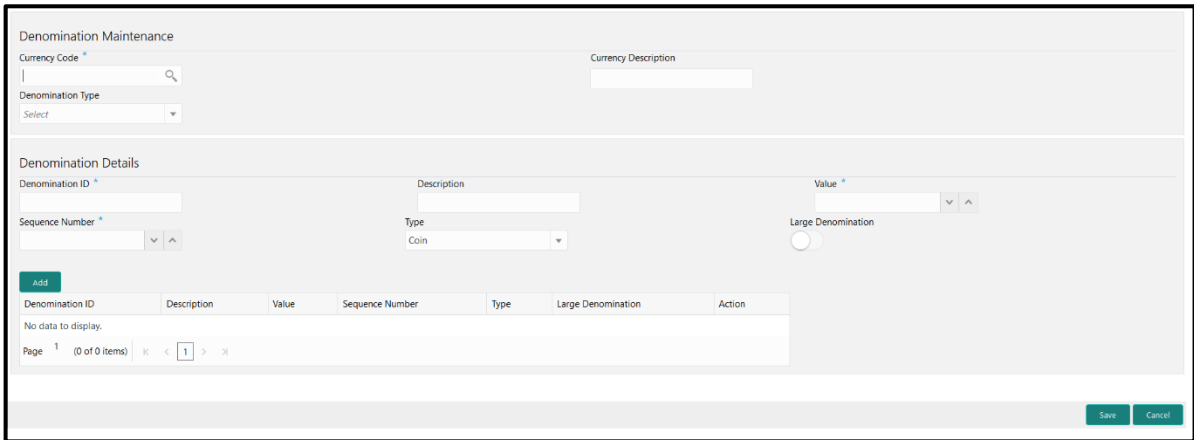 Denomination Maintenance
Currency Code * Currency Description
Denomination Type
Select
Denomination Details
Denomination ID * Description Value *
Sequence Number * Type Large Denomination
Coin
Add
Denomination ID Description Value Sequence Number Type Large Denomination Action
No data to display.
Page 1 (0 of 0 items) 1
Save Cancel